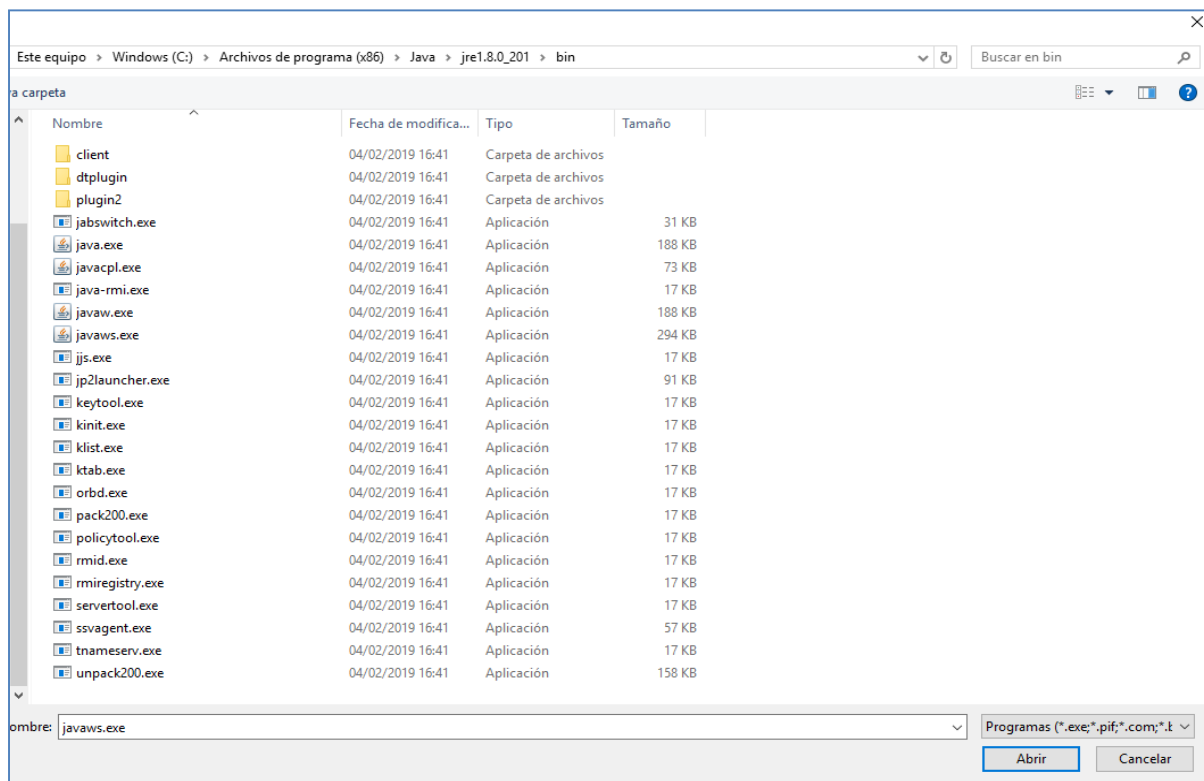 Este equipo > Windows (C:) > Archivos de programa (x86) > Java > jre1.8.0_201 > bin Buscar en bin
va carpeta
Nombre Fecha de modifica... Tipo Tamaño
client 04/02/2019 16:41 Carpeta de archivos
dtplugin 04/02/2019 16:41 Carpeta de archivos
plugin2 04/02/2019 16:41 Carpeta de archivos
jabswitch.exe 04/02/2019 16:41 Aplicación 31 KB
java.exe 04/02/2019 16:41 Aplicación 188 KB
javacpl.exe 04/02/2019 16:41 Aplicación 73 KB
java-rmi.exe 04/02/2019 16:41 Aplicación 17 KB
javaw.exe 04/02/2019 16:41 Aplicación 188 KB
javaws.exe 04/02/2019 16:41 Aplicación 294 KB
jjs.exe 04/02/2019 16:41 Aplicación 17 KB
jp2launcher.exe 04/02/2019 16:41 Aplicación 91 KB
keytool.exe 04/02/2019 16:41 Aplicación 17 KB
kinit.exe 04/02/2019 16:41 Aplicación 17 KB
klist.exe 04/02/2019 16:41 Aplicación 17 KB
ktab.exe 04/02/2019 16:41 Aplicación 17 KB
orbd.exe 04/02/2019 16:41 Aplicación 17 KB
pack200.exe 04/02/2019 16:41 Aplicación 17 KB
policytool.exe 04/02/2019 16:41 Aplicación 17 KB
rmid.exe 04/02/2019 16:41 Aplicación 17 KB
rmiregistry.exe 04/02/2019 16:41 Aplicación 17 KB
servertool.exe 04/02/2019 16:41 Aplicación 17 KB
ssvagent.exe 04/02/2019 16:41 Aplicación 57 KB
tnameserv.exe 04/02/2019 16:41 Aplicación 17 KB
unpack200.exe 04/02/2019 16:41 Aplicación 158 KB
ombre: javaws.exe Programas (*.exe;*.pif;*.com;*.b
Abrir Cancelar